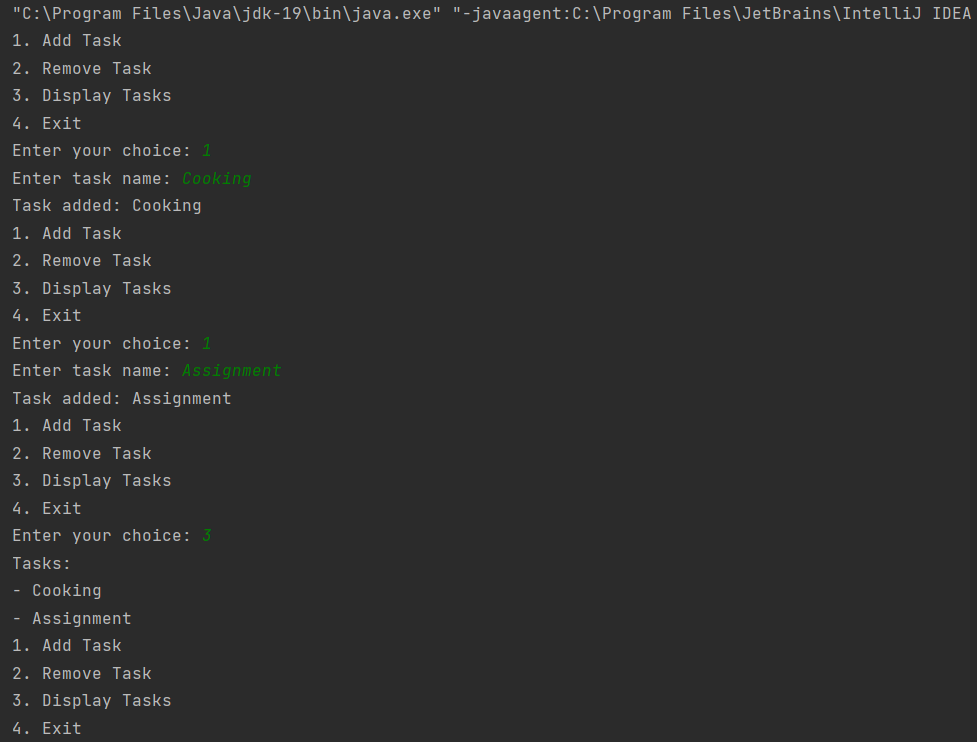 "C:\Program Files\Java\jdk-19\bin\java.exe" "-javaagent:C:\Program Files\JetBrains\IntelliJ IDEA
1. Add Task
2. Remove Task
3. Display Tasks
4. Exit
Enter your choice: 1
Enter task name: Cooking
Task added: Cooking
1. Add Task
2. Remove Task
3. Display Tasks
4. Exit
Enter your choice: 1
Enter task name: Assignment
Task added: Assignment
1. Add Task
2. Remove Task
3. Display Tasks
4. Exit
Enter your choice: 3
Tasks:
- Cooking
- Assignment
1. Add Task
2. Remove Task
3. Display Tasks
4. Exit